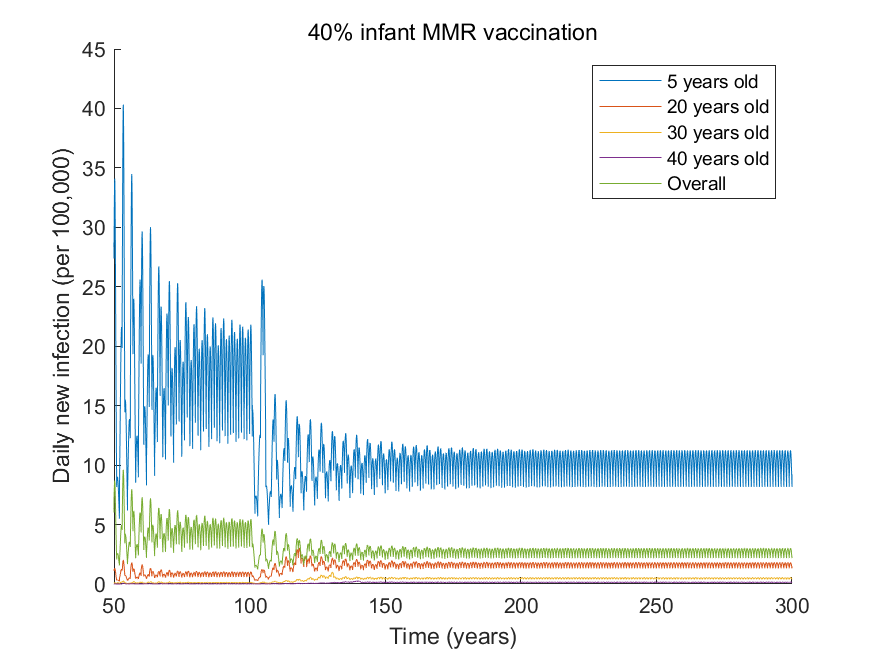 40% infant MMR vaccination
45
40
35
30
25
20
15
10
5
0
Daily new infection (per 100,000)
5 years old
20 years old
30 years old
40 years old
Overall
50 100 150 200 250 300
Time (years)